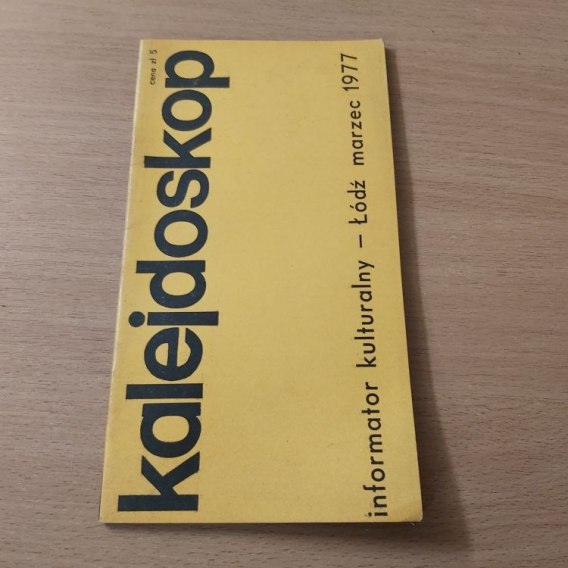 cena zł 5
kalejdoskop
informator kulturalny – Łódź marzec 1977